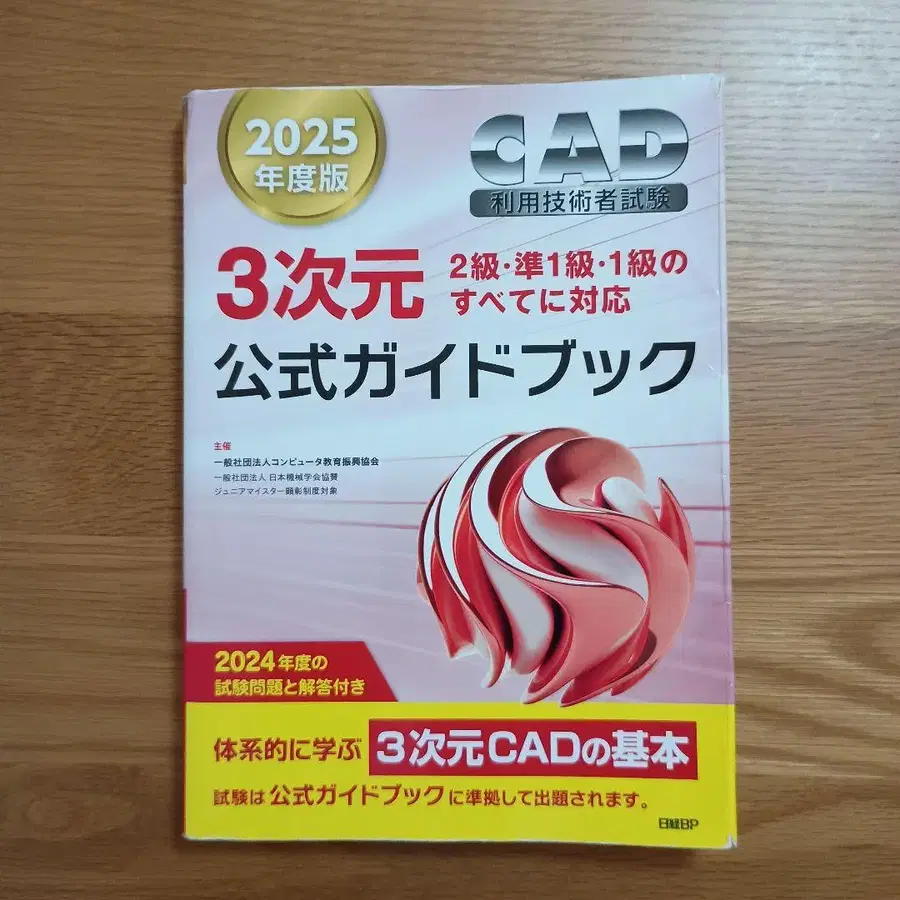 2025
年度版
CAD
利用技術者試験
3次元
2級・準1級・1級の
すべてに対応
公式ガイドブック
主催
一般社団法人コンピュータ教育振興協会
一般社団法人 日本機械学会協賛
ジュニアマイスター顕彰制度対象
2024年度の
試験問題と解答付き
体系的に学ぶ 3次元CADの基本
試験は公式ガイドブックに準拠して出題されます。
日経BP